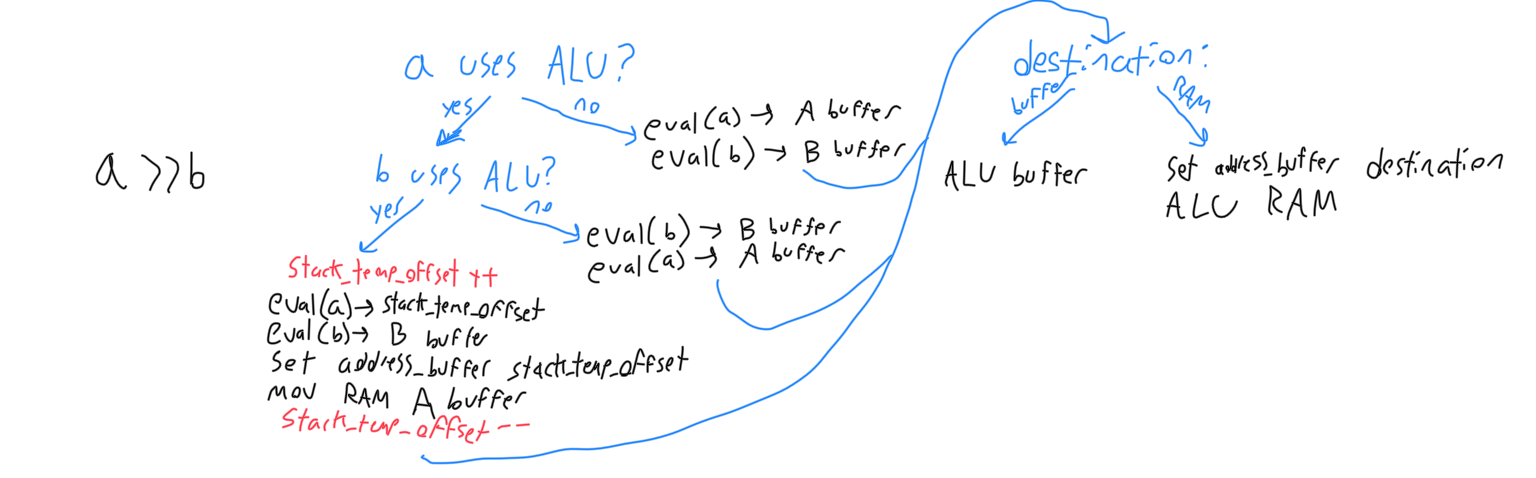 a >> b
a uses ALU?
yes
no
eval(a) → A buffer
eval(b) → B buffer
b uses ALU?
yes
no
eval(b) → B buffer
eval(a) → A buffer
Stack_temp_offset ++
eval(a) → stack_temp_offset
eval(b) → B buffer
Set address_buffer stack_temp_offset
mov RAM A buffer
Stack_temp_offset --
destination:
buffer
RAM
ALU buffer
Set address_buffer destination
ALU RAM